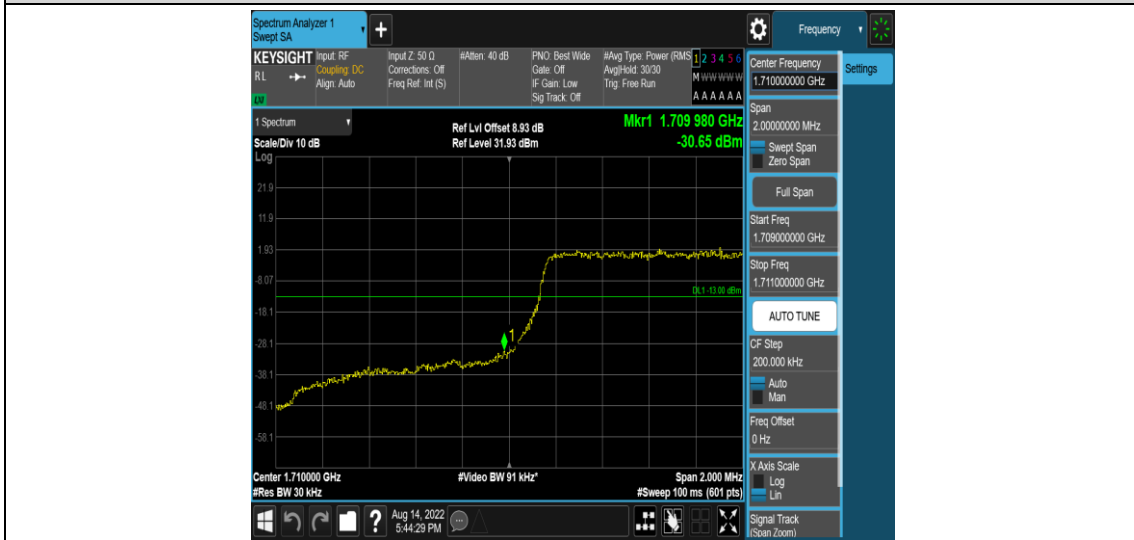 Spectrum Analyzer 1
Swept SA
+
Frequency
KEYSIGHT
RL
LXI
Input: RF
Coupling: DC
Align: Auto
Input Z: 50 Ω
Corrections: Off
Freq Ref: Int (S)
#Atten: 40 dB
PNO: Best Wide
Gate: Off
IF Gain: Low
Sig Track: Off
#Avg Type: Power (RMS
Avg|Hold: 30/30
Trig: Free Run
1 2 3 4 5 6
M W W W W W
A A A A A A
Center Frequency
1.710000000 GHz
Settings
1 Spectrum
Ref Lvl Offset 8.93 dB
Mkr1 1.709 980 GHz
Scale/Div 10 dB
Ref Level 31.93 dBm
-30.65 dBm
Log
21.9
11.9
1.93
-8.07
-18.1
-28.1
-38.1
-48.1
-58.1
DL1 -13.00 dBm
1
Center 1.710000 GHz
#Video BW 91 kHz*
Span 2.000 MHz
#Res BW 30 kHz
#Sweep 100 ms (601 pts)
Span
2.00000000 MHz
Swept Span
Zero Span
Full Span
Start Freq
1.709000000 GHz
Stop Freq
1.711000000 GHz
AUTO TUNE
CF Step
200.000 kHz
Auto
Man
Freq Offset
0 Hz
X Axis Scale
Log
Lin
Signal Track
(Span Zoom)
?
Aug 14, 2022
5:44:29 PM